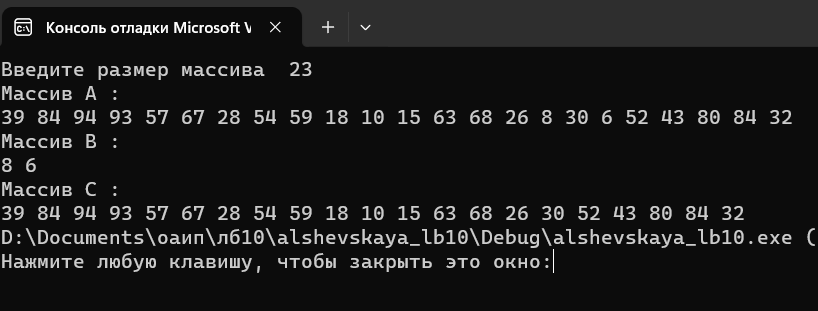 Консоль отладки Microsoft V
Введите размер массива  23
Массив A :
39 84 94 93 57 67 28 54 59 18 10 15 63 68 26 8 30 6 52 43 80 84 32
Массив B :
8 6
Массив C :
39 84 94 93 57 67 28 54 59 18 10 15 63 68 26 30 52 43 80 84 32
D:\Documents\оаип\лб10\alshevskaya_lb10\Debug\alshevskaya_lb10.exe (
Нажмите любую клавишу, чтобы закрыть это окно: